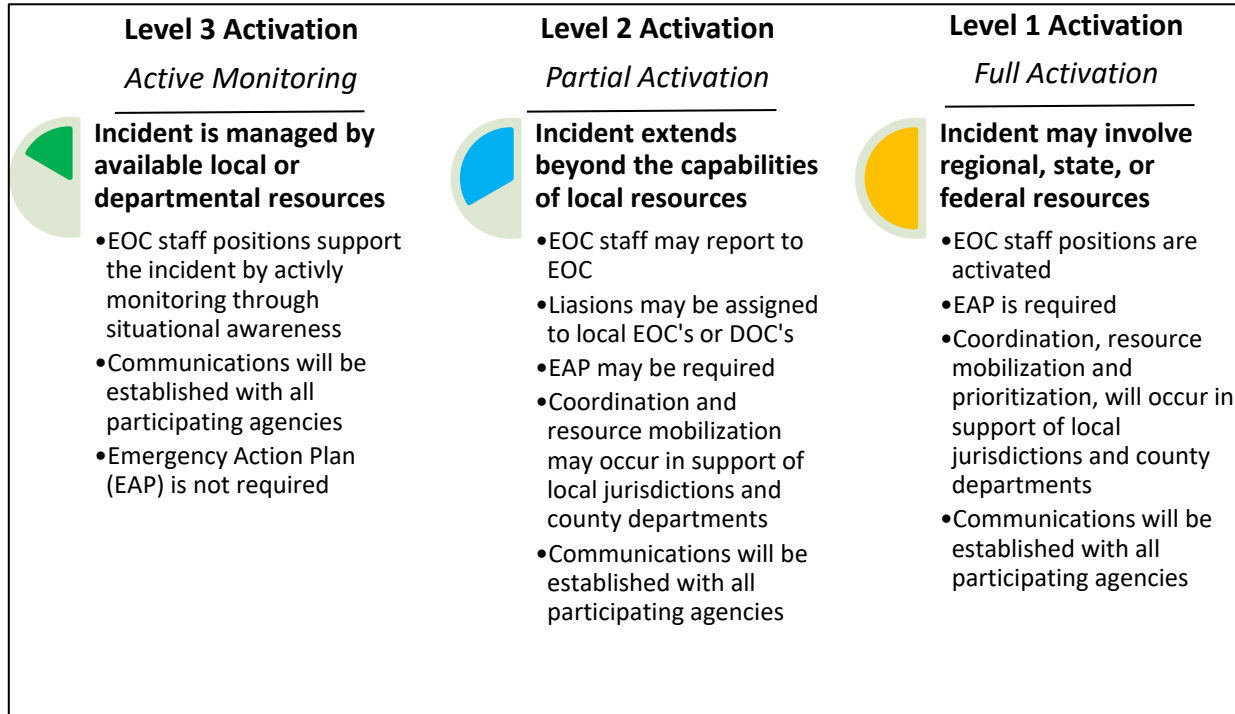 Level 3 Activation
Active Monitoring
Incident is managed by
available local or
departmental resources
•EOC staff positions support
the incident by activly
monitoring through
situational awareness
•Communications will be
established with all
participating agencies
•Emergency Action Plan
(EAP) is not required
Level 2 Activation
Partial Activation
Incident extends
beyond the capabilities
of local resources
•EOC staff may report to
EOC
•Liasions may be assigned
to local EOC's or DOC's
•EAP may be required
•Coordination and
resource mobilization
may occur in support of
local jurisdictions and
county departments
•Communications will be
established with all
participating agencies
Level 1 Activation
Full Activation
Incident may involve
regional, state, or
federal resources
•EOC staff positions are
activated
•EAP is required
•Coordination, resource
mobilization and
prioritization, will occur in
support of local
jurisdictions and county
departments
•Communications will be
established with all
participating agencies